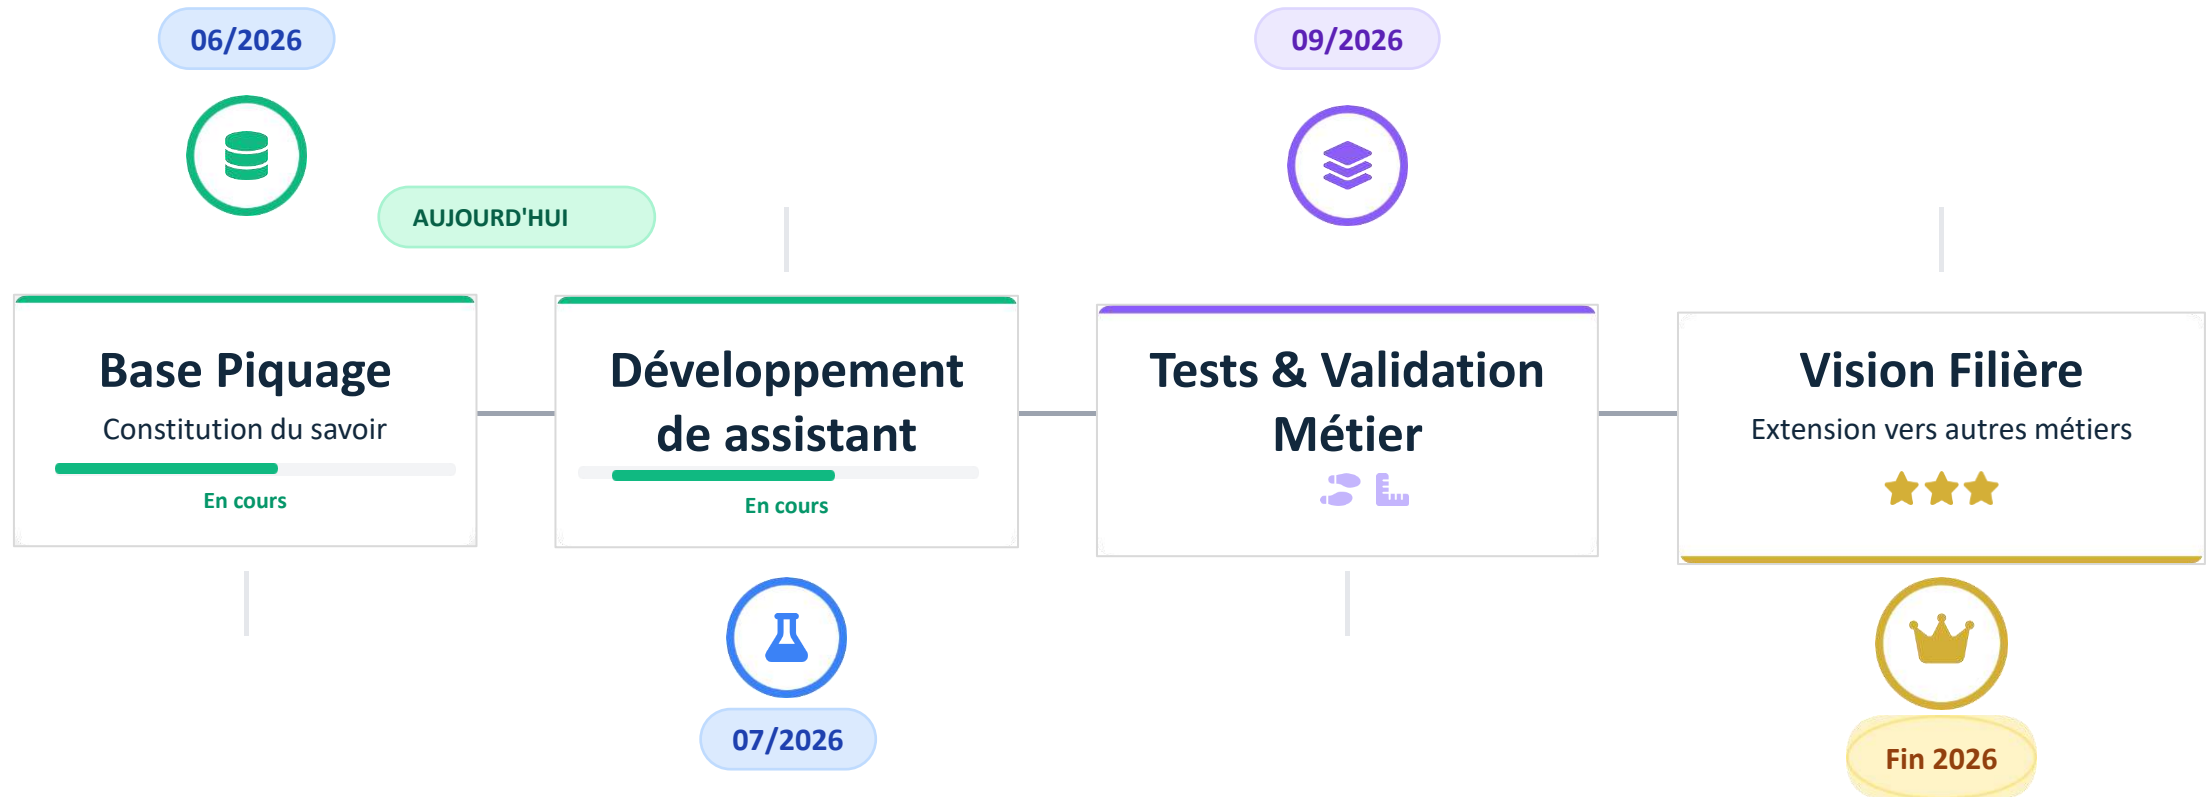 06/2026
09/2026
AUJOURD'HUI
Base Piquage
Constitution du savoir
En cours
Développement
de assistant
En cours
Tests & Validation
Métier
Vision Filière
Extension vers autres métiers
07/2026
Fin 2026